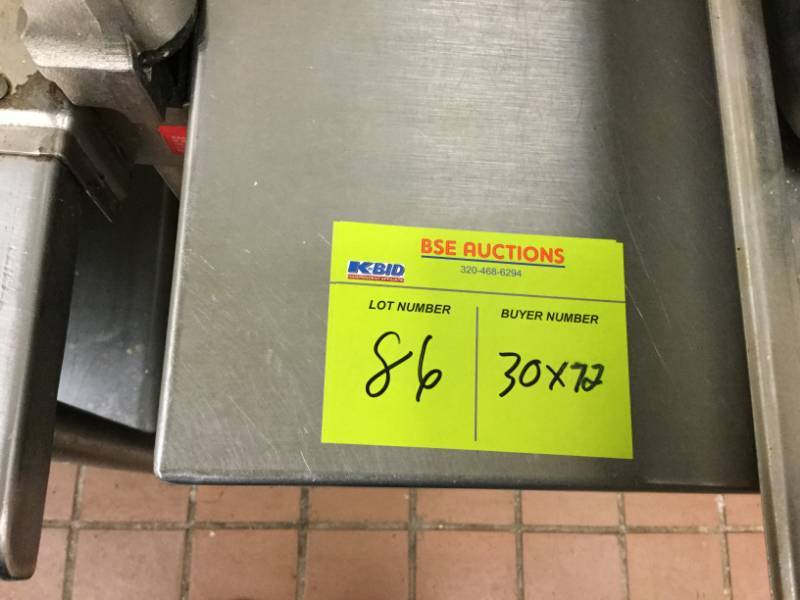 BSE AUCTIONS
K-BID
320-468-6294
LOT NUMBER
BUYER NUMBER
86
30x72